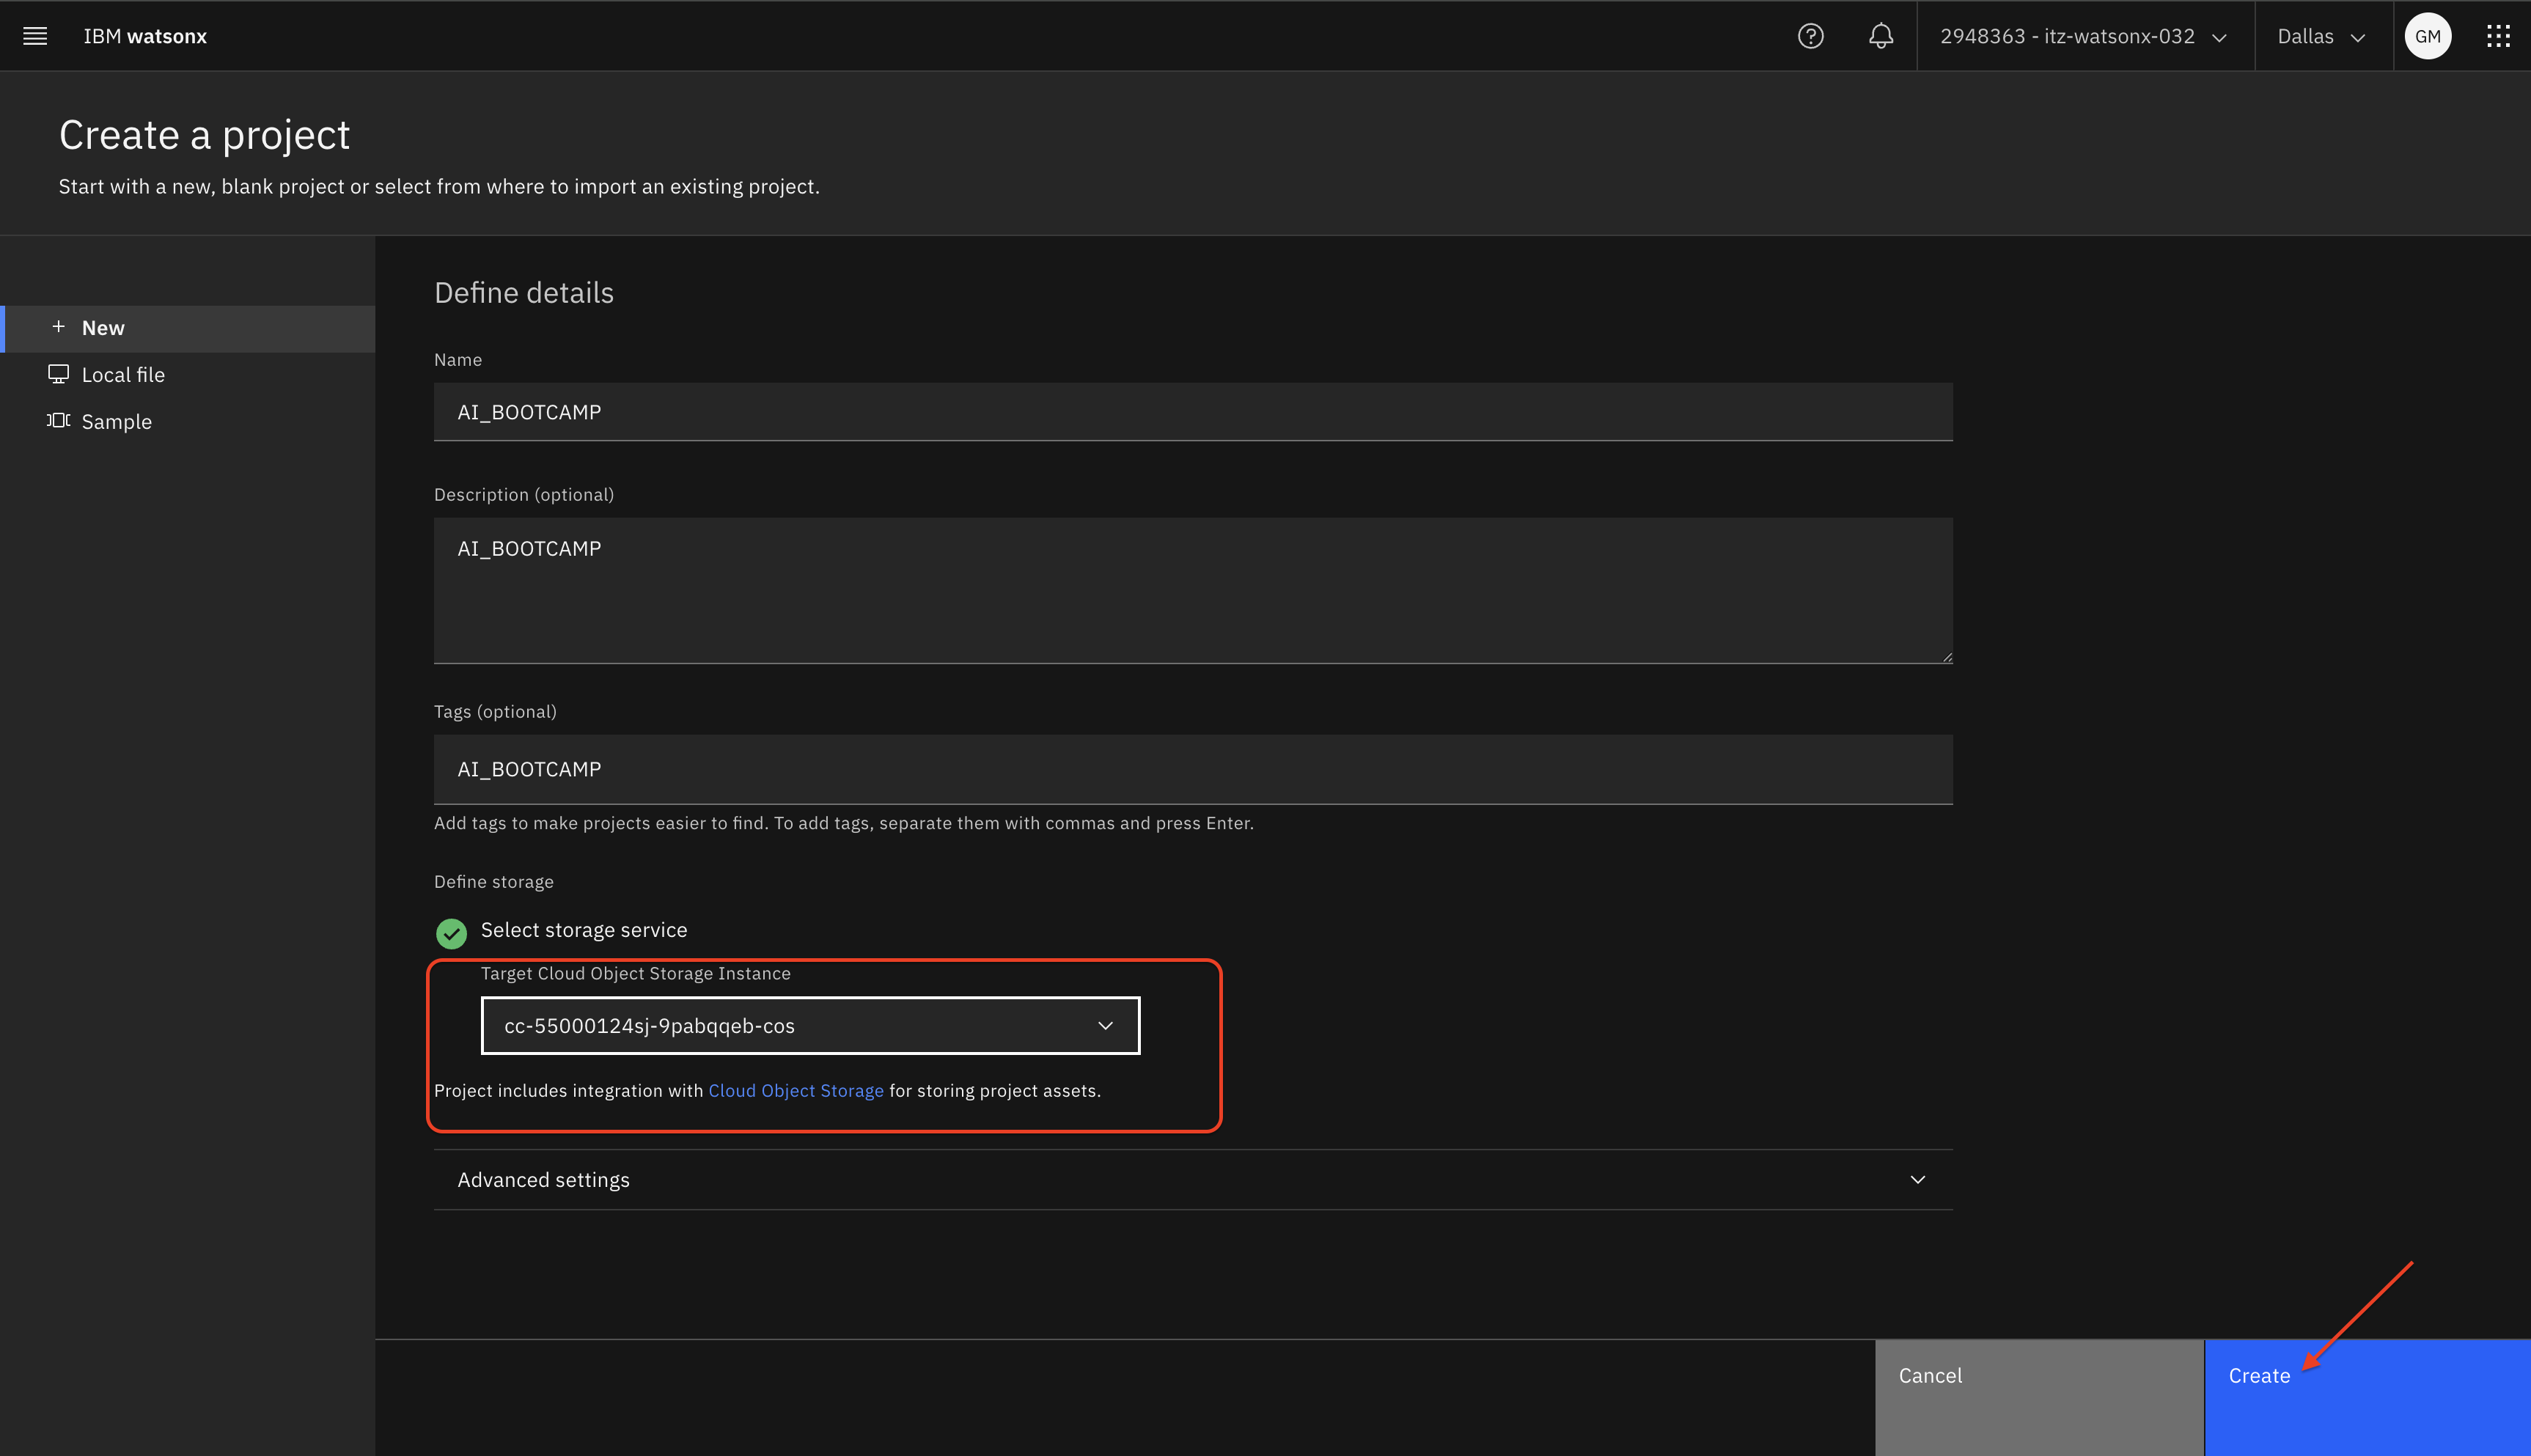 IBM watsonx
2948363 - itz-watsonx-032
Dallas
GM
Create a project
Start with a new, blank project or select from where to import an existing project.
New
Local file
Sample
Define details
Name
AI_BOOTCAMP
Description (optional)
AI_BOOTCAMP
Tags (optional)
AI_BOOTCAMP
Add tags to make projects easier to find. To add tags, separate them with commas and press Enter.
Define storage
Select storage service
Target Cloud Object Storage Instance
cc-55000124sj-9pabqqeb-cos
Project includes integration with Cloud Object Storage for storing project assets.
Advanced settings
Cancel
Create